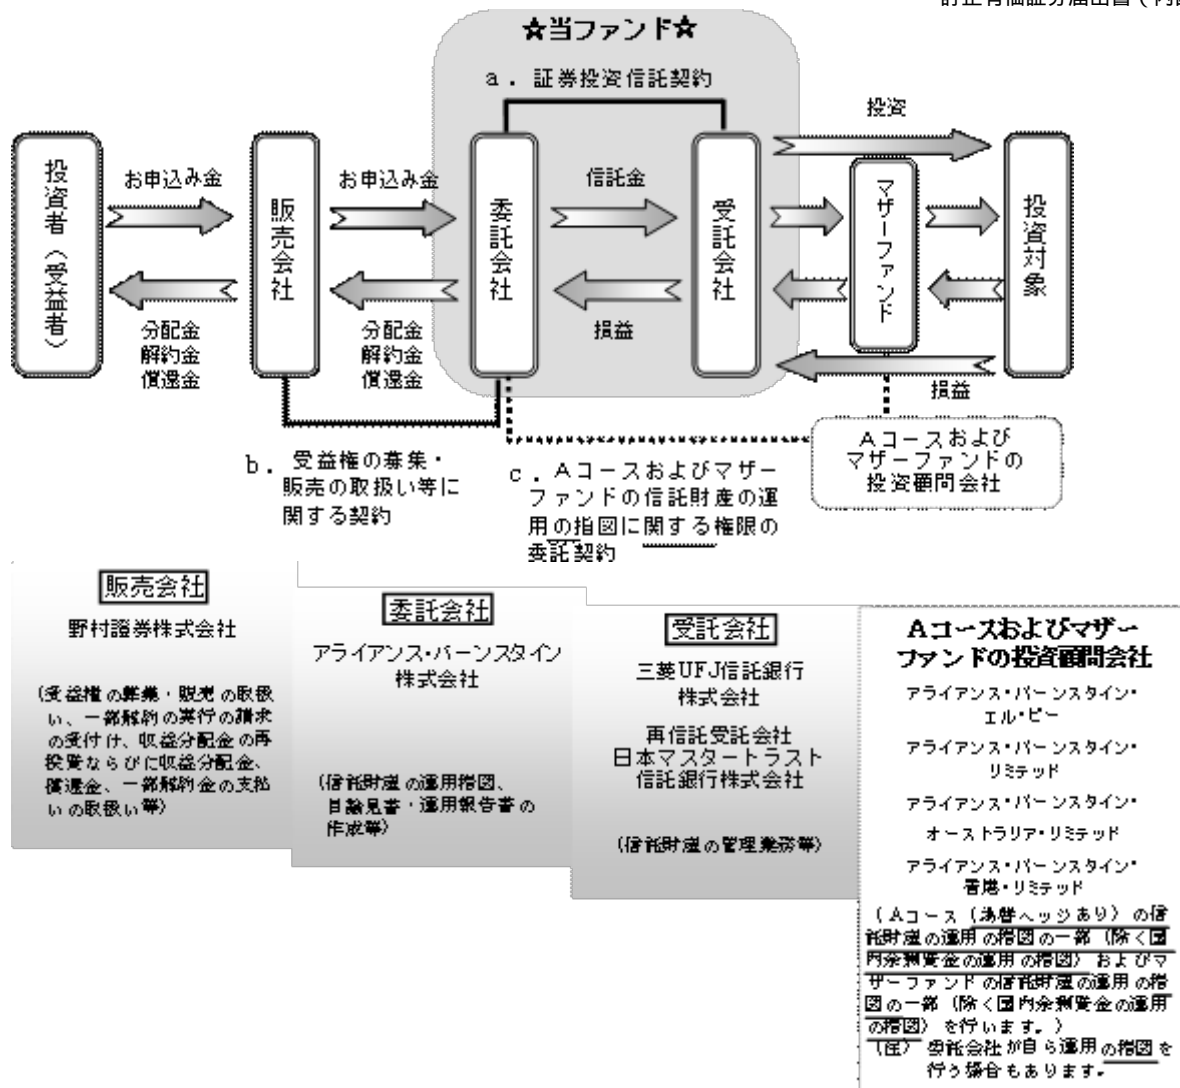 ☆当ファンド☆
a．証券投資信託契約
投資者（受益者）
お申込み金
分配金
解約金
償還金
販売会社
お申込み金
分配金
解約金
償還金
委託会社
信託金
損益
受託会社
投資
マザーファンド
損益
投資対象
Aコースおよび
マザーファンドの
投資顧問会社
b．受益権の募集・
販売の取扱い等に
関する契約
c．Aコースおよびマザー
ファンドの信託財産の運
用の指図に関する権限の
委託契約
販売会社
野村證券株式会社
（受益権の募集・販売の取扱
い、一部解約の実行の請求
の受付け、収益分配金の再
投資ならびに収益分配金、
償還金、一部解約金の支払
いの取扱い等）
委託会社
アライアンス・バーンスタイン
株式会社
（信託財産の運用指図、
目論見書・運用報告書の
作成等）
受託会社
三菱UFJ信託銀行
株式会社
再信託受託会社
日本マスタートラスト
信託銀行株式会社
（信託財産の管理業務等）
Aコースおよびマザー
ファンドの投資顧問会社
アライアンス・バーンスタイン・
エル・ピー
アライアンス・バーンスタイン・
リミテッド
アライアンス・バーンスタイン・
オーストラリア・リミテッド
アライアンス・バーンスタイン・
香港・リミテッド
（Aコース（為替ヘッジあり）の信
託財産の運用の指図の一部（除く国
内余剰資金の運用の指図）およびマ
ザーファンドの信託財産の運用の指
図の一部（除く国内余剰資金の運用
の指図）を行います。）
（注）委託会社が自ら運用の指図を
行う場合もあります。